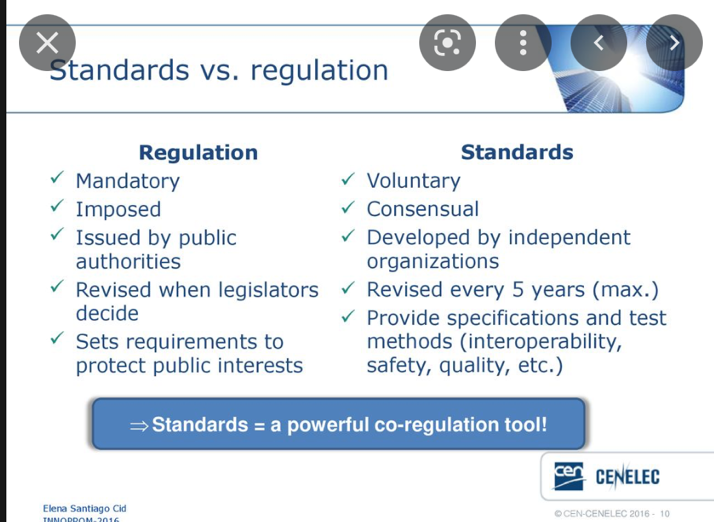 Standards vs. regulation
Regulation
✓ Mandatory
✓ Imposed
✓ Issued by public
authorities
✓ Revised when legislators
decide
✓ Sets requirements to
protect public interests
Standards
✓ Voluntary
✓ Consensual
✓ Developed by independent
organizations
✓ Revised every 5 years (max.)
✓ Provide specifications and test
methods (interoperability,
safety, quality, etc.)
⇒ Standards = a powerful co-regulation tool!
cen CENELEC
Elena Santiago Cid
INNOPROM-2016
© CEN-CENELEC 2016 - 10